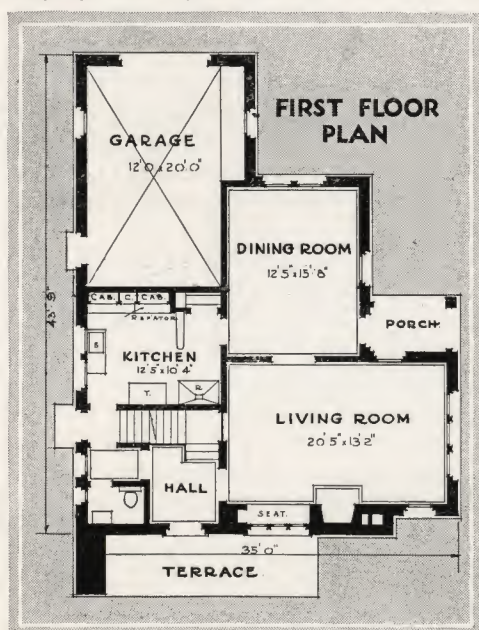 FIRST FLOOR
PLAN
GARAGE
12'0"x20'0"
DINING ROOM
12'5"x15'8"
43'9"
CAB. C. CAB.
PORCH
S
KITCHEN
12'5"x10'4"
T.
R.
LIVING ROOM
20'5"x13'2"
HALL
SEAT.
35'0"
TERRACE